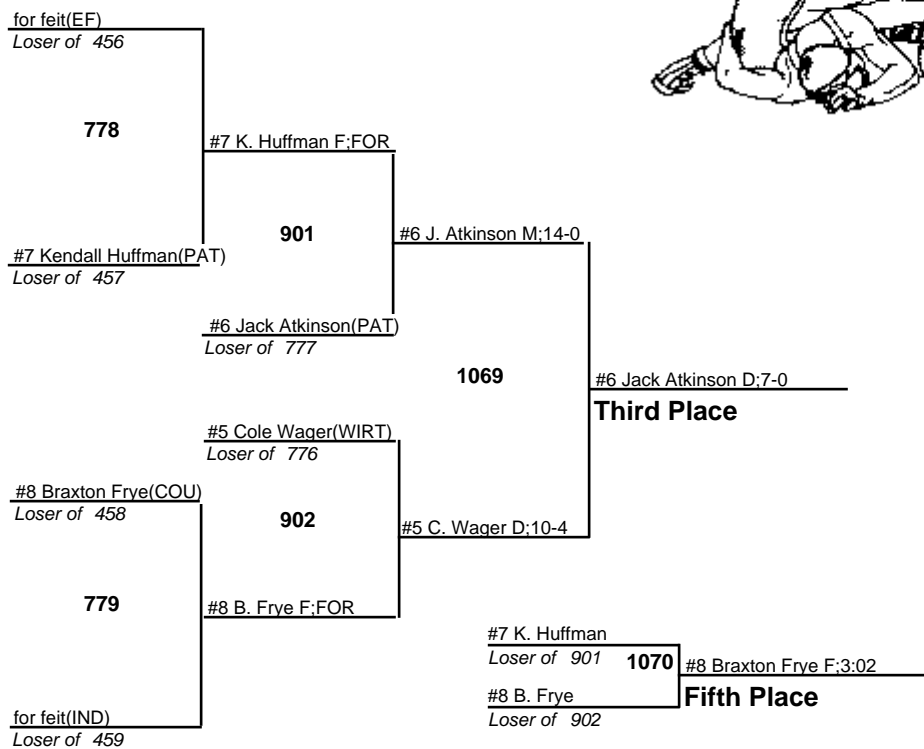 for feit(EF)
Loser of 456
778
#7 K. Huffman F;FOR
901
#6 J. Atkinson M;14-0
#7 Kendall Huffman(PAT)
Loser of 457
#6 Jack Atkinson(PAT)
Loser of 777
1069
#6 Jack Atkinson D;7-0
Third Place
#5 Cole Wager(WIRT)
Loser of 776
#8 Braxton Frye(COU)
Loser of 458
902
#5 C. Wager D;10-4
779
#8 B. Frye F;FOR
#7 K. Huffman
Loser of 901
1070
#8 Braxton Frye F;3:02
Fifth Place
#8 B. Frye
Loser of 902
for feit(IND)
Loser of 459